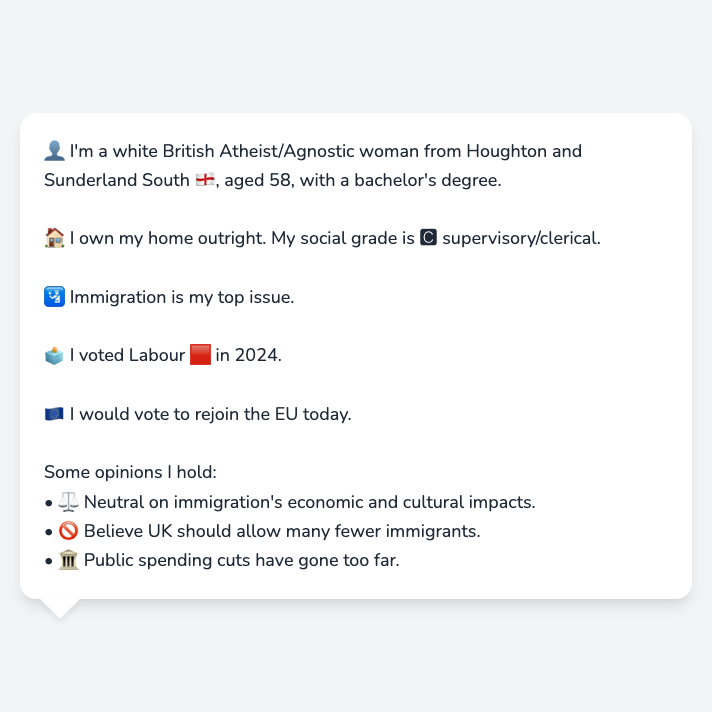 👤 I'm a white British Atheist/Agnostic woman from Houghton and
Sunderland South 🏴󠁧󠁢󠁥󠁮󠁧󠁿, aged 58, with a bachelor's degree.
🏠 I own my home outright. My social grade is C supervisory/clerical.
🛂 Immigration is my top issue.
🗳️ I voted Labour 🟥 in 2024.
🇪🇺 I would vote to rejoin the EU today.
Some opinions I hold:
• ⚖️ Neutral on immigration's economic and cultural impacts.
• 🚫 Believe UK should allow many fewer immigrants.
• 🏛️ Public spending cuts have gone too far.